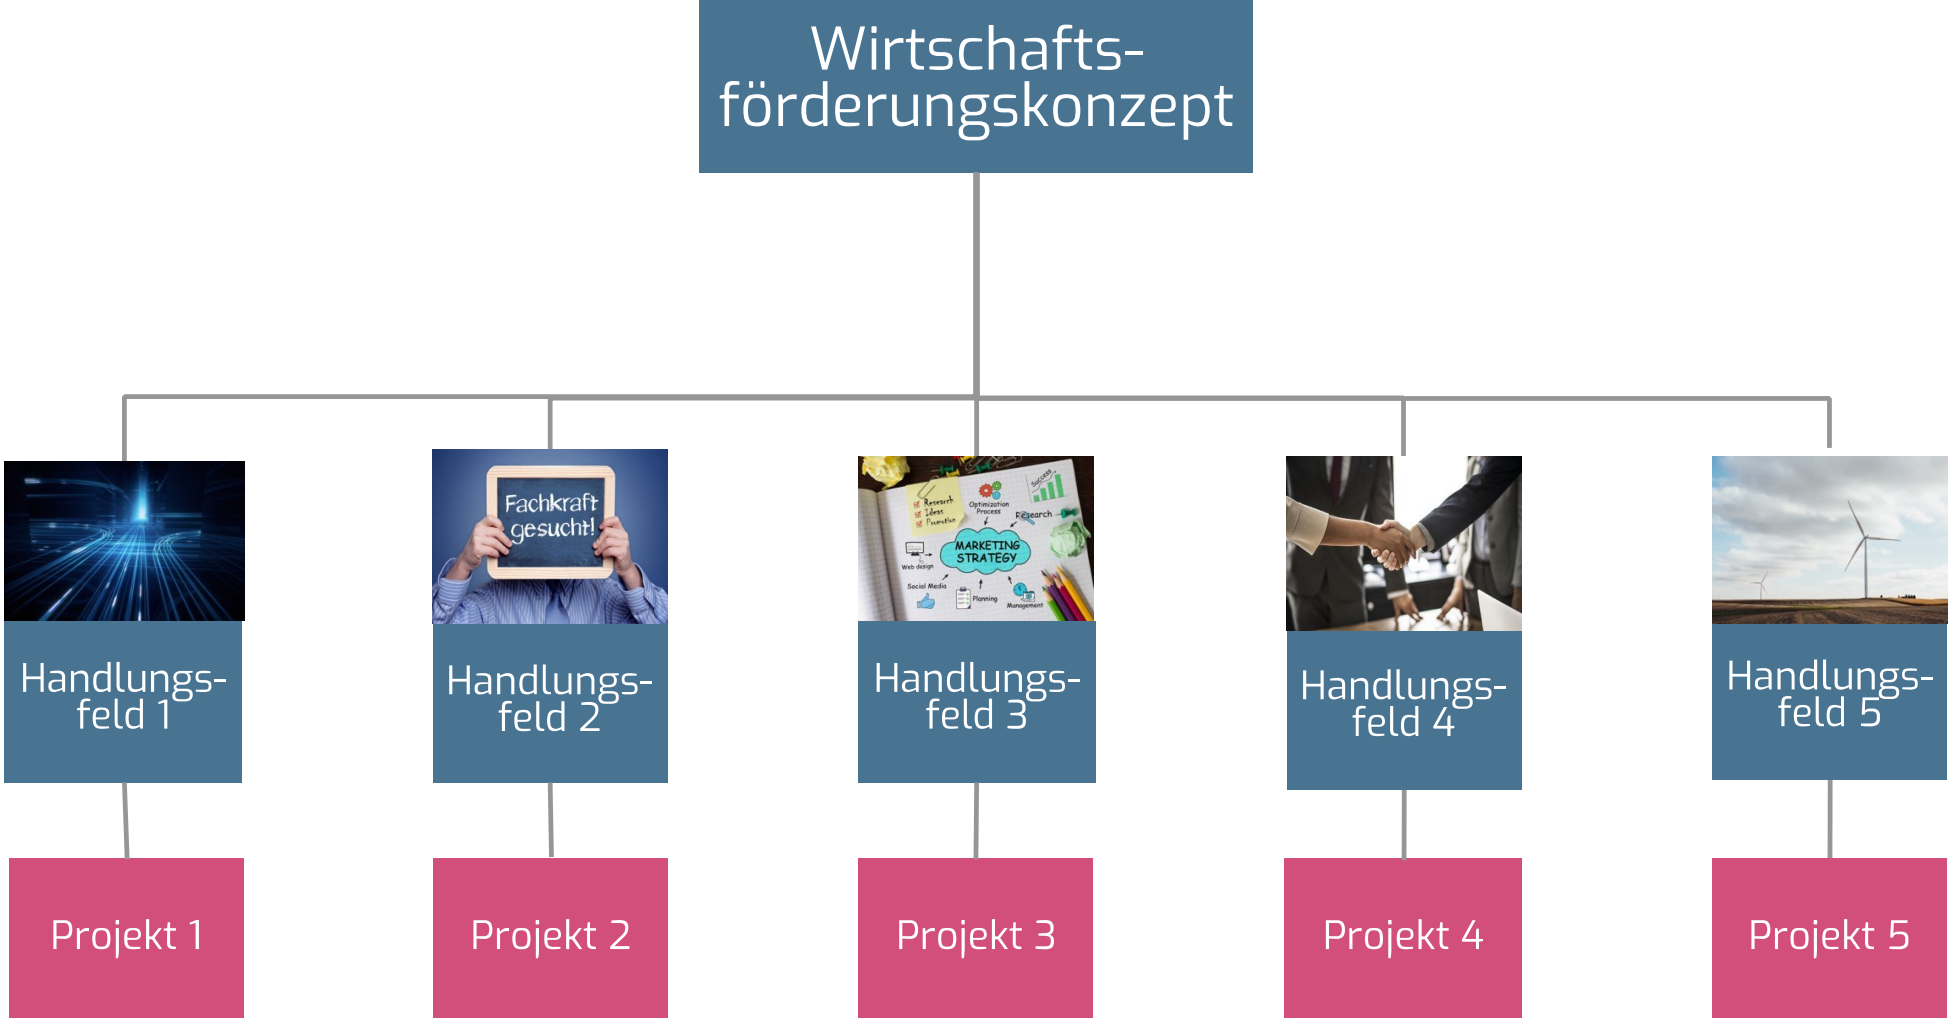 Wirtschafts-
förderungskonzept
Fachkraft
gesucht!
Research
Ideas
Promotion
Optimization
Process
Success
Research
MARKETING
STRATEGY
Web design
Social Media
Planning
Management
Handlungs-
feld 1
Handlungs-
feld 2
Handlungs-
feld 3
Handlungs-
feld 4
Handlungs-
feld 5
Projekt 1
Projekt 2
Projekt 3
Projekt 4
Projekt 5